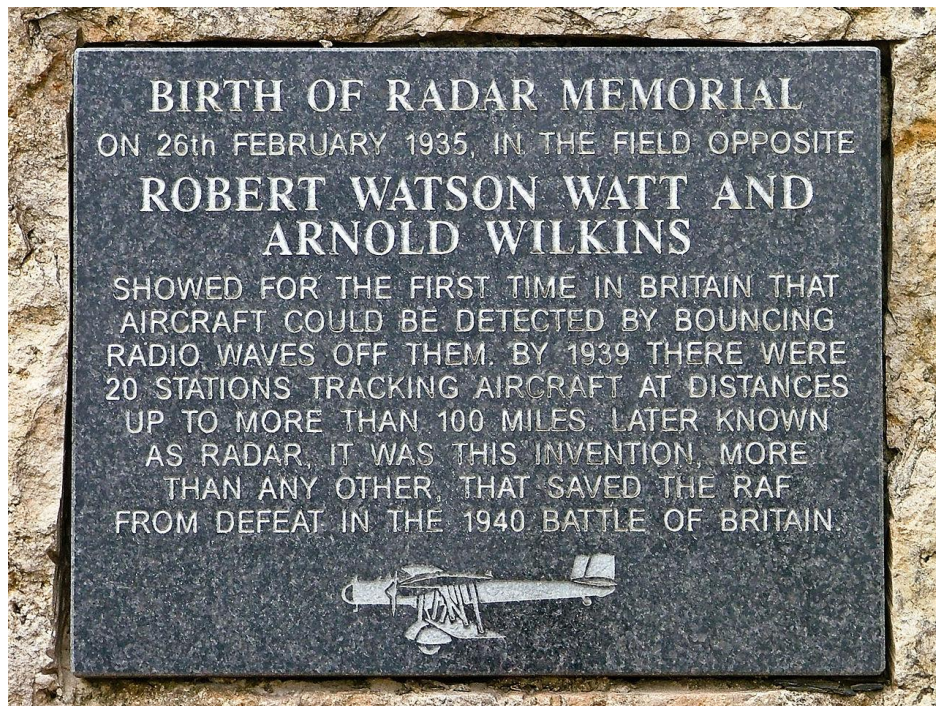 BIRTH OF RADAR MEMORIAL
ON 26th FEBRUARY 1935, IN THE FIELD OPPOSITE
ROBERT WATSON WATT AND
ARNOLD WILKINS
SHOWED FOR THE FIRST TIME IN BRITAIN THAT
AIRCRAFT COULD BE DETECTED BY BOUNCING
RADIO WAVES OFF THEM. BY 1939 THERE WERE
20 STATIONS TRACKING AIRCRAFT AT DISTANCES
UP TO MORE THAN 100 MILES. LATER KNOWN
AS RADAR, IT WAS THIS INVENTION, MORE
THAN ANY OTHER, THAT SAVED THE RAF
FROM DEFEAT IN THE 1940 BATTLE OF BRITAIN.